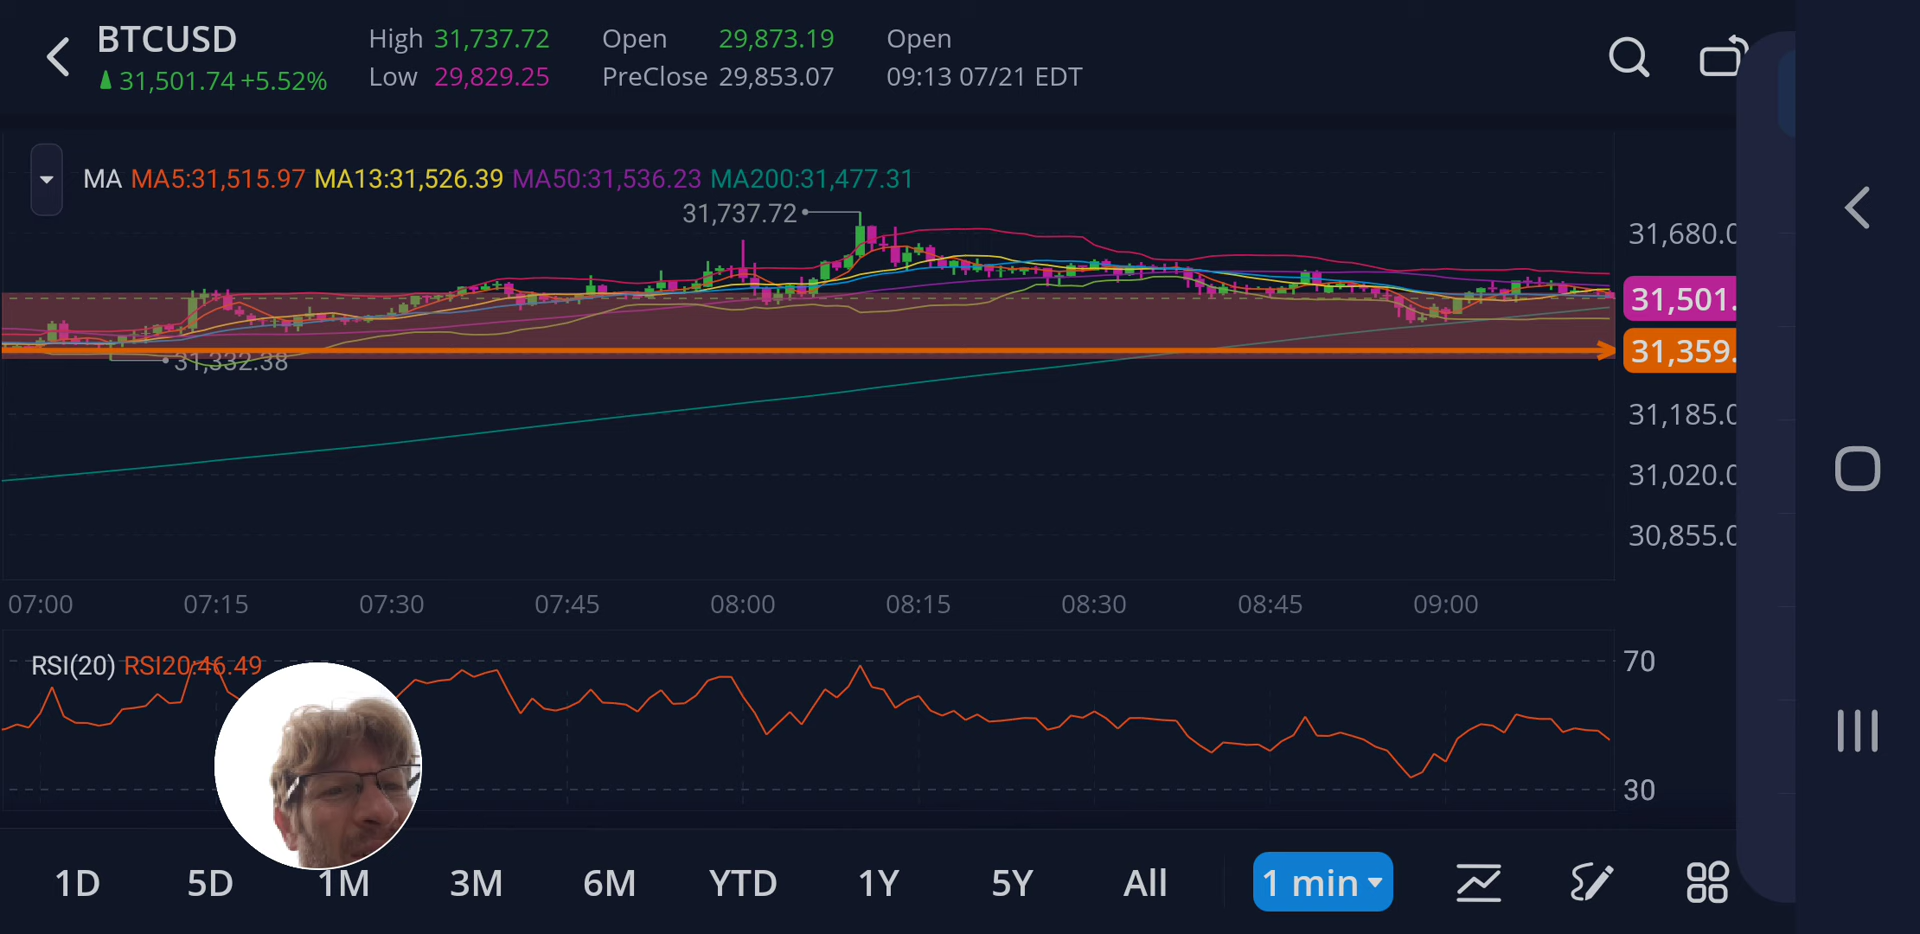 BTCUSD
31,501.74 +5.52%
High 31,737.72
Low 29,829.25
Open 29,873.19
PreClose 29,853.07
Open
09:13 07/21 EDT
MA MA5:31,515.97 MA13:31,526.39 MA50:31,536.23 MA200:31,477.31
31,737.72
31,680.0
31,501.
31,359.
31,332.38
31,185.0
31,020.0
30,855.0
07:00 07:15 07:30 07:45 08:00 08:15 08:30 08:45 09:00
RSI(20) RSI20:46.49
70
30
1D 5D 1M 3M 6M YTD 1Y 5Y All 1 min